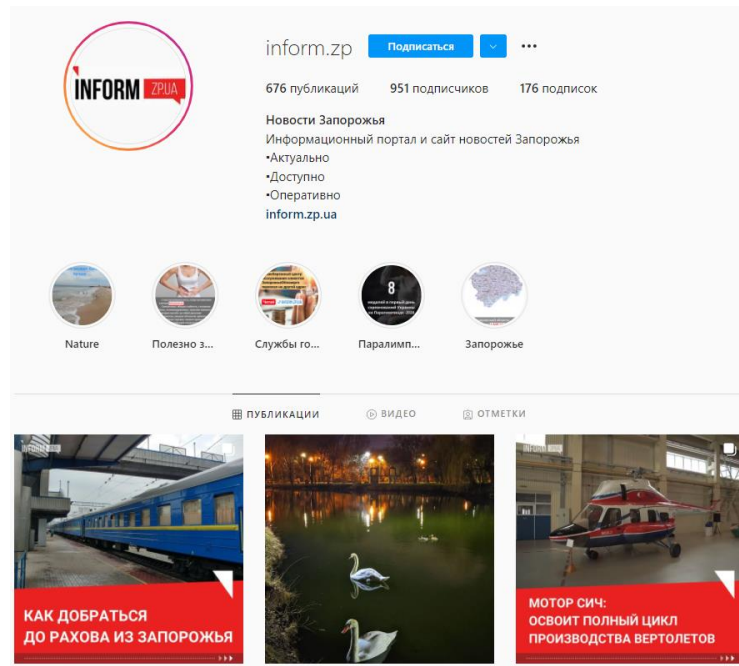 INFORM ZPUA
inform.zp Подписаться
676 публикаций 951 подписчиков 176 подписок
Новости Запорожья
Информационный портал и сайт новостей Запорожья
•Актуально
•Доступно
•Оперативно
inform.zp.ua
8
Nature Полезно з... Службы го... Паралимп... Запорожье
ПУБЛИКАЦИИ ВИДЕО ОТМЕТКИ
КАК ДОБРАТЬСЯ
ДО РАХОВА ИЗ ЗАПОРОЖЬЯ
МОТОР СИЧ:
ОСВОИТ ПОЛНЫЙ ЦИКЛ
ПРОИЗВОДСТВА ВЕРТОЛЕТОВ